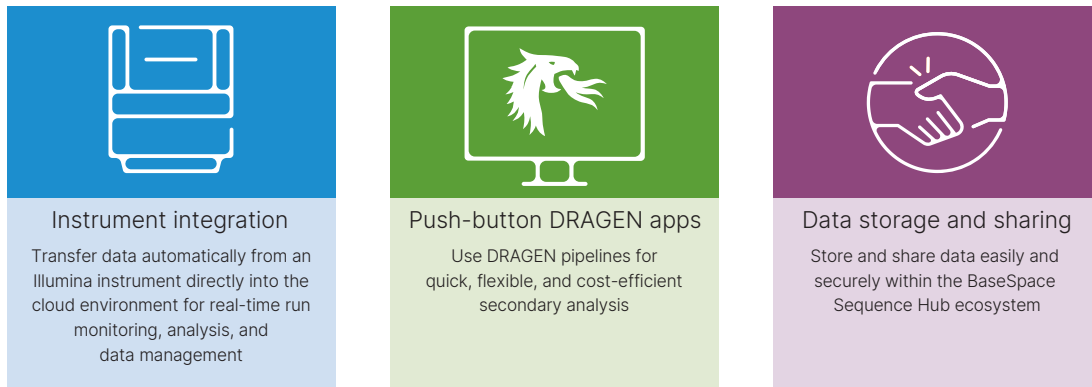 Instrument integration
Transfer data automatically from an
Illumina instrument directly into the
cloud environment for real-time run
monitoring, analysis, and
data management
Push-button DRAGEN apps
Use DRAGEN pipelines for
quick, flexible, and cost-efficient
secondary analysis
Data storage and sharing
Store and share data easily and
securely within the BaseSpace
Sequence Hub ecosystem